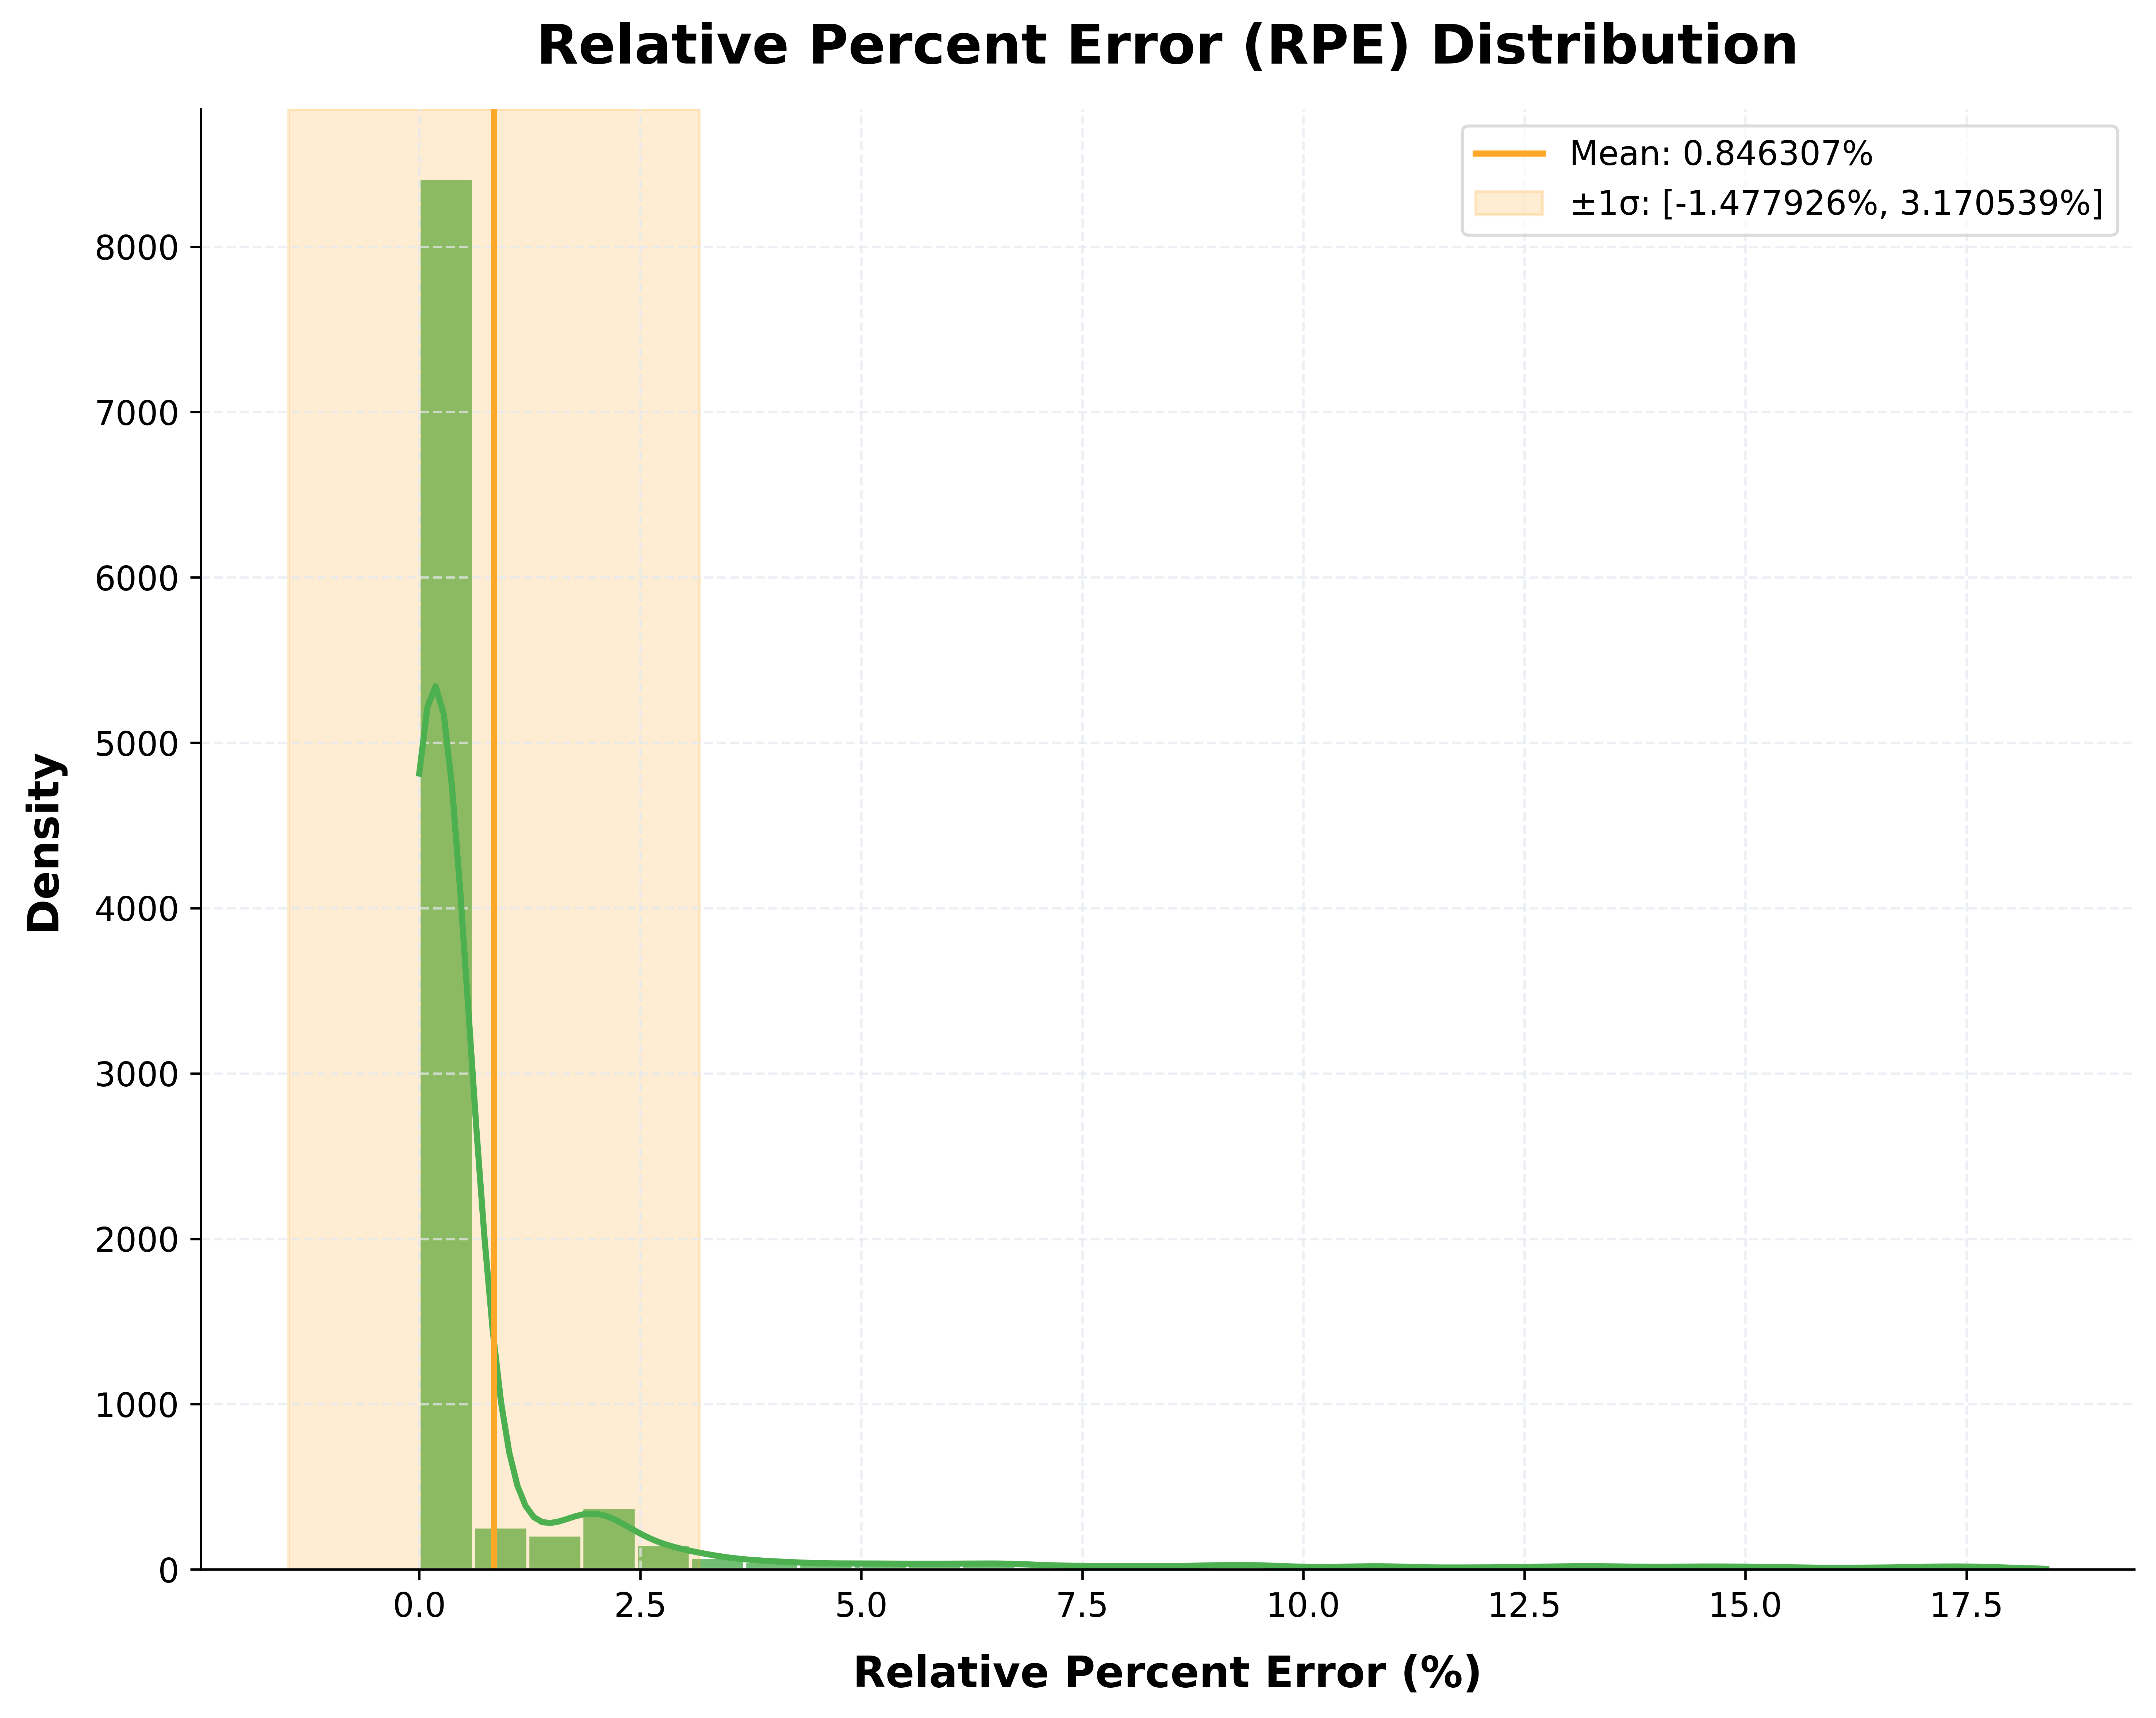 Relative Percent Error (RPE) Distribution
Mean: 0.846307%
±1σ: [-1.477926%, 3.170539%]
8000
7000
6000
5000
4000
3000
2000
1000
0
Density
0.0 2.5 5.0 7.5 10.0 12.5 15.0 17.5
Relative Percent Error (%)